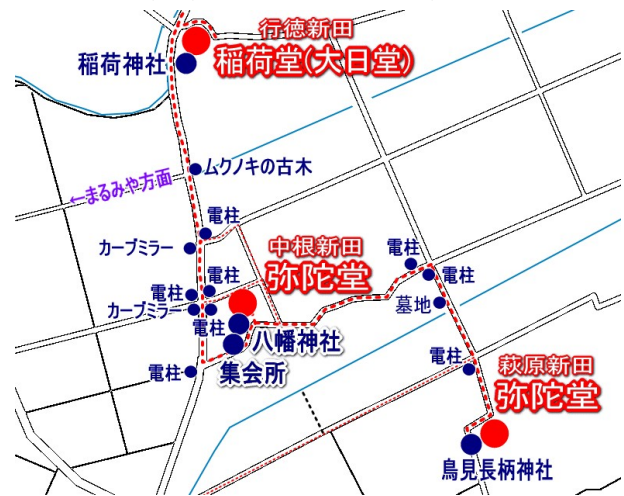 行徳新田
稲荷堂(大日堂)
稲荷神社
ムクノキの古木
←まるみや方面
電柱
カーブミラー
中根新田
弥陀堂
電柱
電柱
電柱
電柱
カーブミラー
電柱
墓地
八幡神社
集会所
電柱
電柱
萩原新田
弥陀堂
鳥見長柄神社